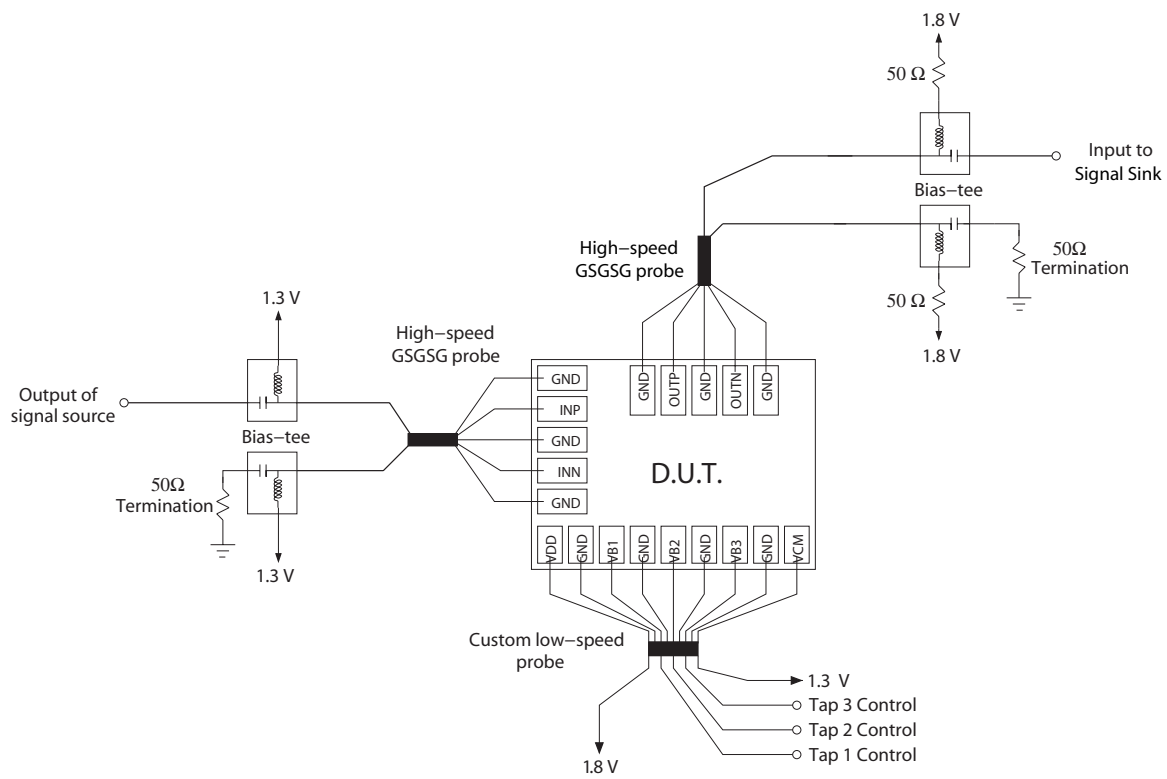 1.8 V
50 Ω
Input to
Signal Sink
Bias−tee
High−speed
GSGSG probe
50Ω
Termination
50 Ω
1.8 V
1.3 V
High−speed
GSGSG probe
Output of
signal source
Bias−tee
50Ω
Termination
1.3 V
GND
INP
GND
INN
GND
GND
OUTP
GND
OUTN
GND
D.U.T.
VDD
GND
VB1
GND
VB2
GND
VB3
GND
VCM
Custom low−speed
probe
1.3 V
Tap 3 Control
Tap 2 Control
Tap 1 Control
1.8 V